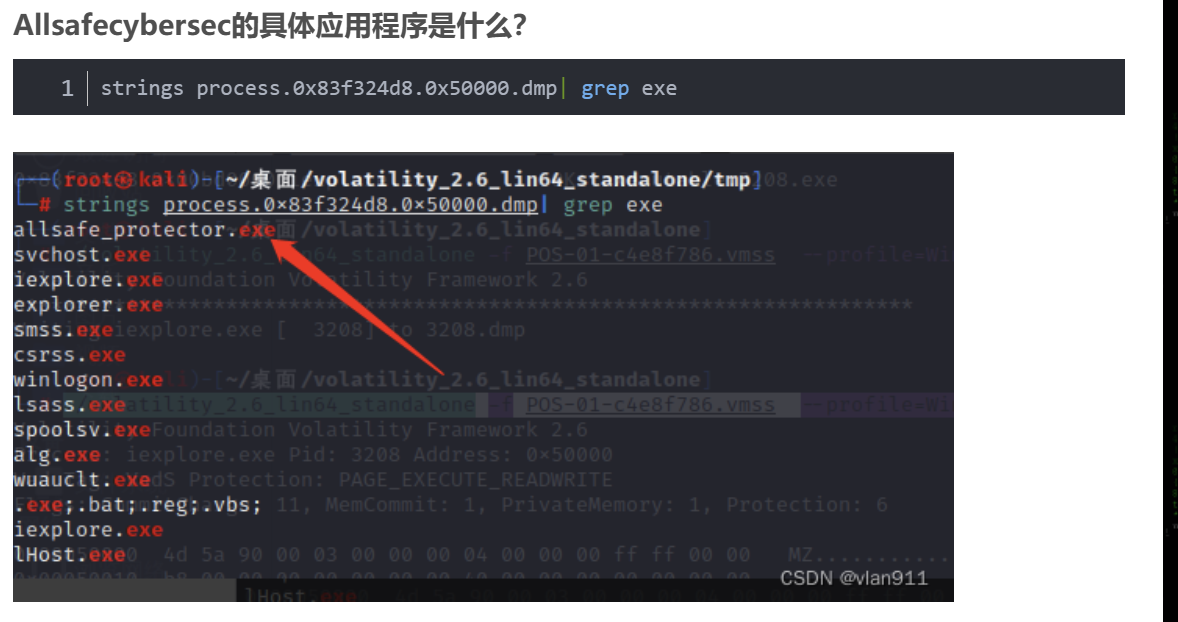 Allsafecybersec的具体应用程序是什么？
1 strings process.0x83f324d8.0x50000.dmp| grep exe
┌──(root㉿kali)-[~/桌面/volatility_2.6_lin64_standalone/tmp]
└─# strings process.0×83f324d8.0×50000.dmp| grep exe
allsafe_protector.exe
svchost.exe
iexplore.exe
explorer.exe
smss.exe
csrss.exe
winlogon.exe
lsass.exe
spoolsv.exe
alg.exe
wuauclt.exe
.exe;.bat;.reg;.vbs;
iexplore.exe
lHost.exe
CSDN @vlan911
lHost.exe